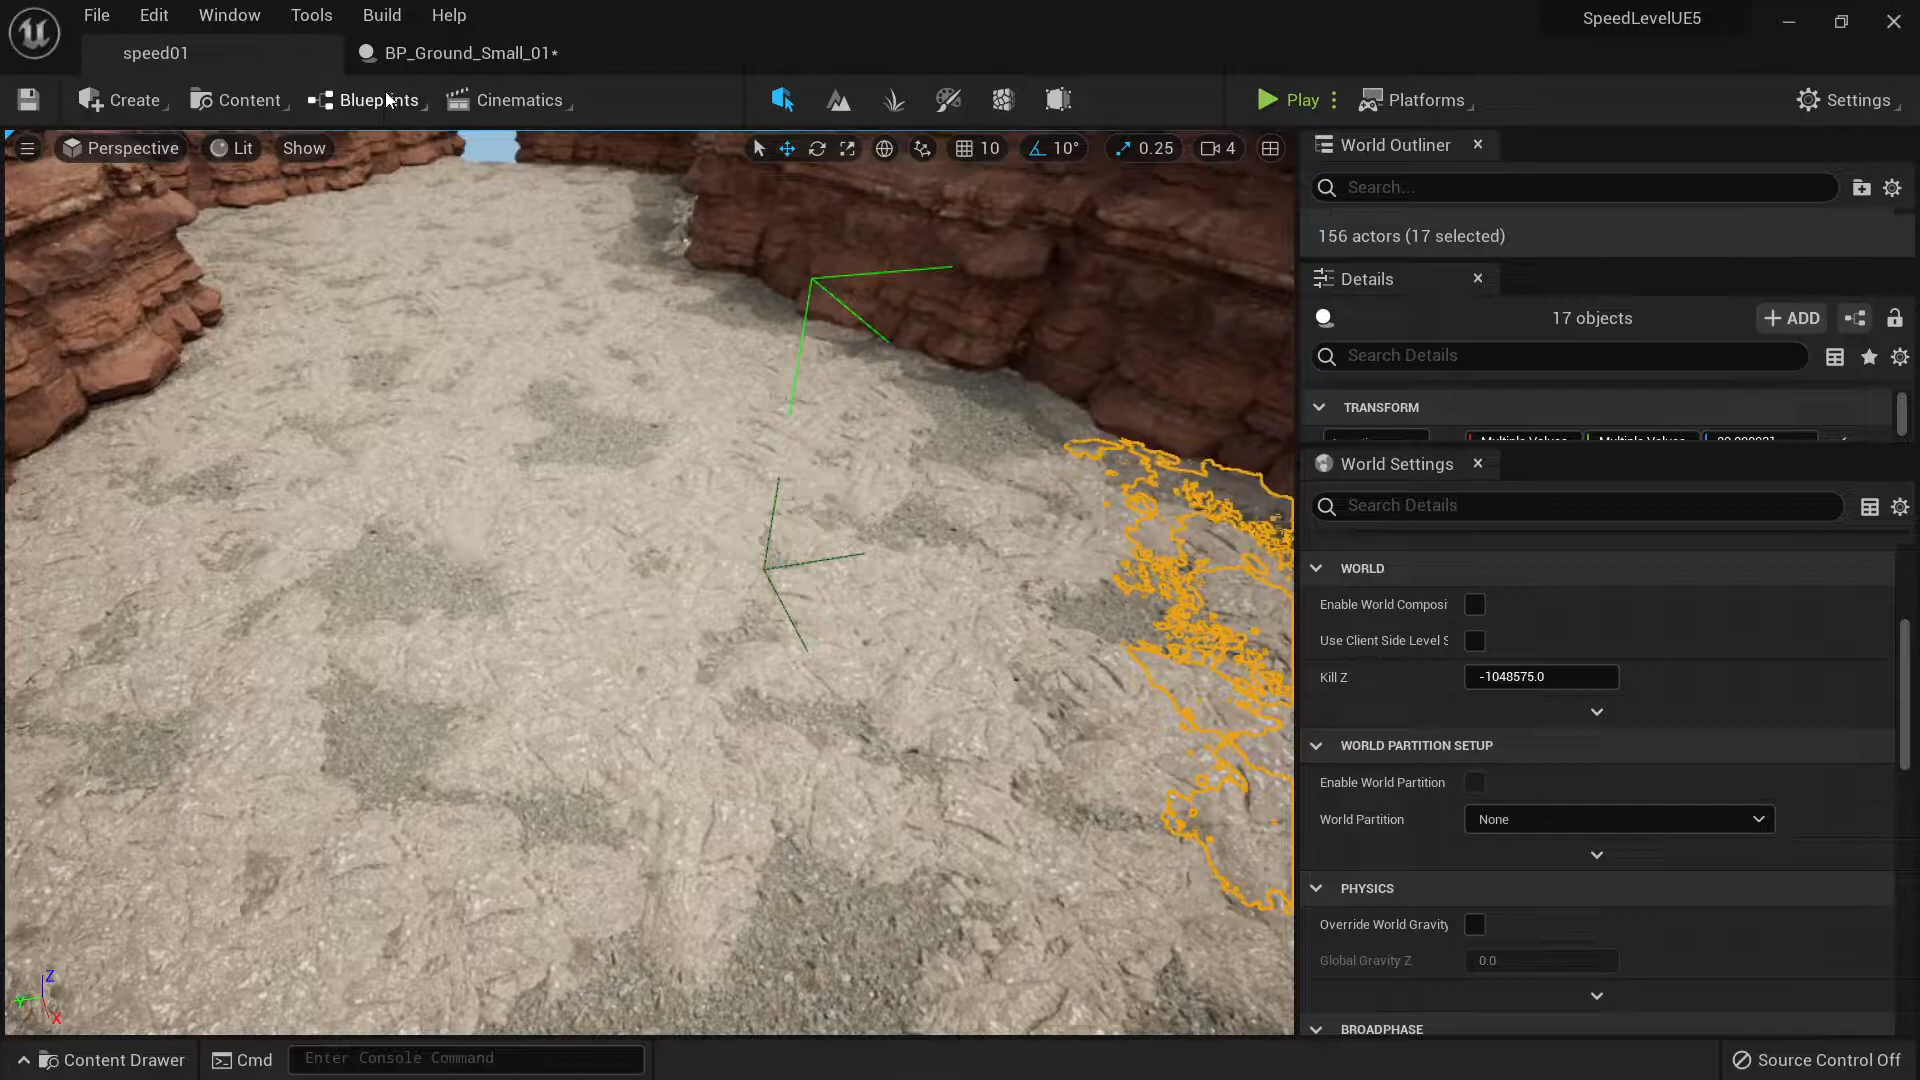 File Edit Window Tools Build Help
SpeedLevelUE5
speed01
BP_Ground_Small_01*
Create
Content
Blueprints
Cinematics
Play
Platforms
Settings
Perspective
Lit
Show
10
10°
0.25
4
World Outliner
Search...
156 actors (17 selected)
Details
17 objects
ADD
Search Details
TRANSFORM
Multiple Values Multiple Values
World Settings
Search Details
WORLD
Enable World Composi
Use Client Side Level S
Kill Z
-1048575.0
WORLD PARTITION SETUP
Enable World Partition
World Partition
None
PHYSICS
Override World Gravity
Global Gravity Z
0.0
BROADPHASE
Z
Y
X
Content Drawer
Cmd
Enter Console Command
Source Control Off